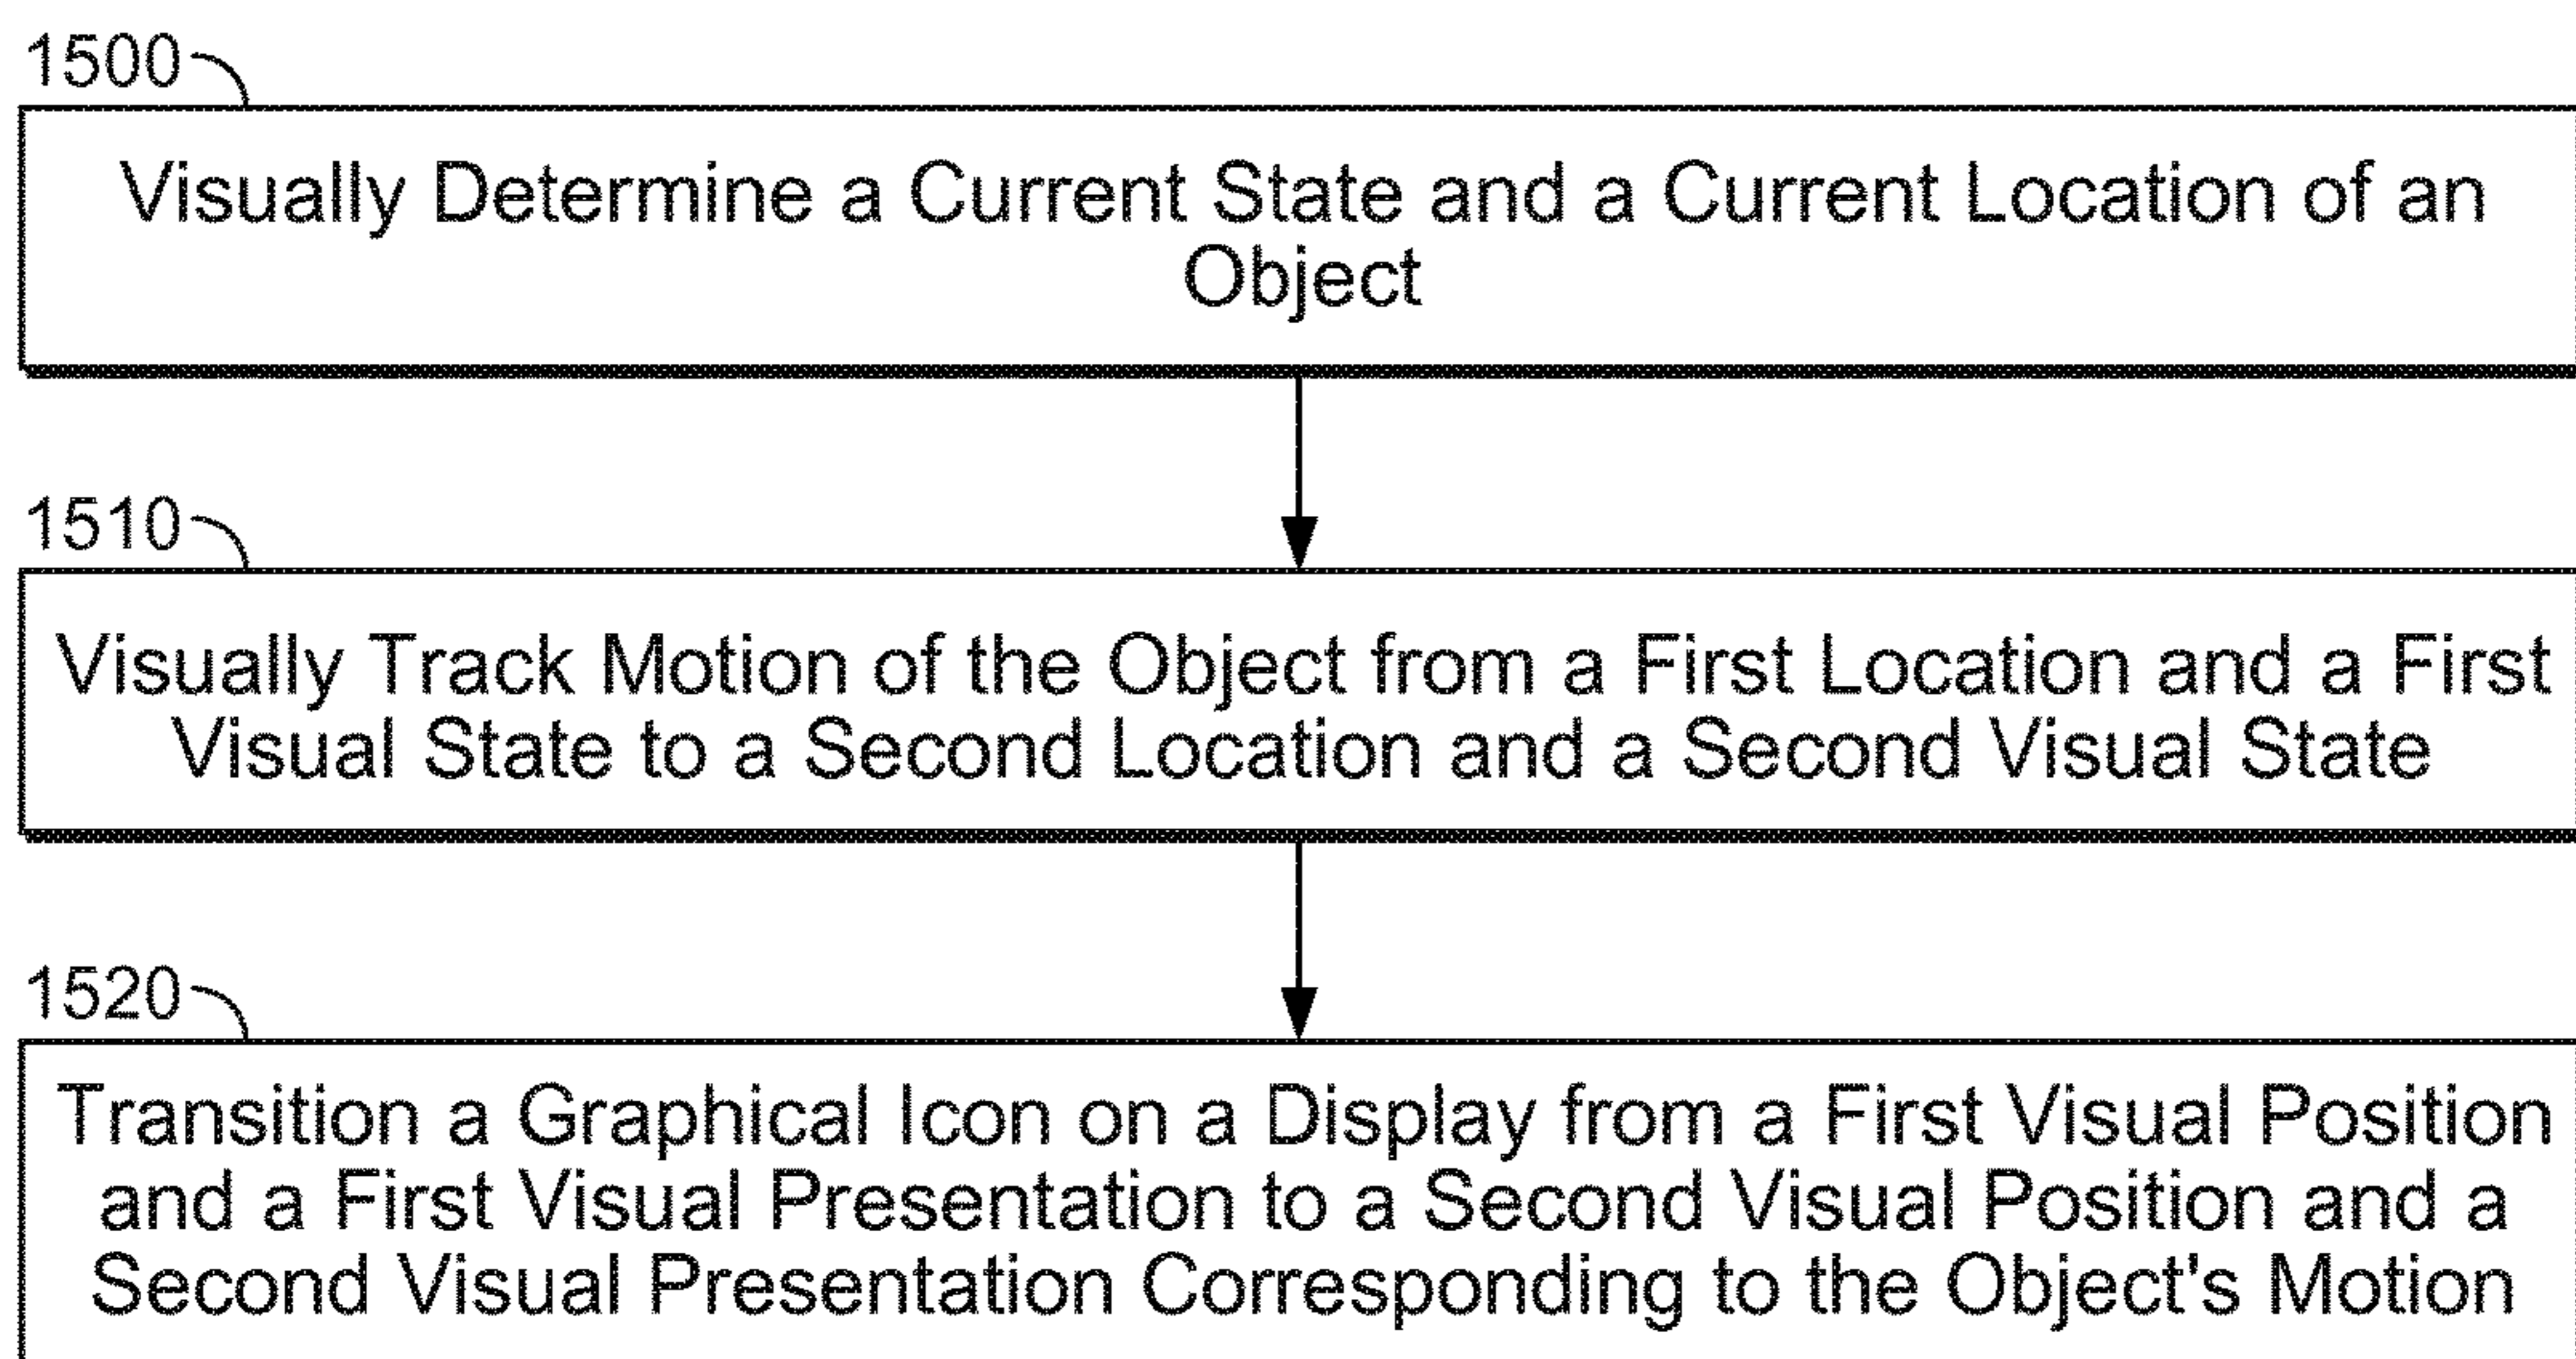 1500
Visually Determine a Current State and a Current Location of an
Object
1510
Visually Track Motion of the Object from a First Location and a First
Visual State to a Second Location and a Second Visual State
1520
Transition a Graphical Icon on a Display from a First Visual Position
and a First Visual Presentation to a Second Visual Position and a
Second Visual Presentation Corresponding to the Object's Motion